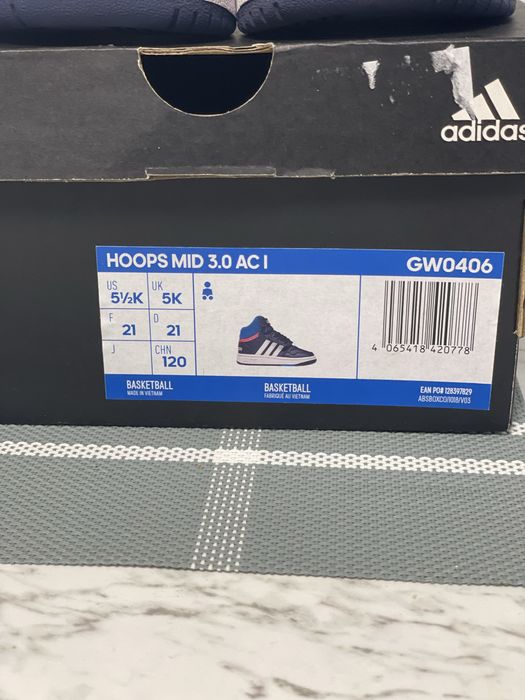 adidas
HOOPS MID 3.0 AC I GW0406
US 5½K UK 5K
F 21 D 21
J CHN 120
4 065418 420778
BASKETBALL BASKETBALL EAN PO# 128397829
MADE IN VIETNAM FABRIQUÉ AU VIETNAM ABSBOXCO/1018/V03